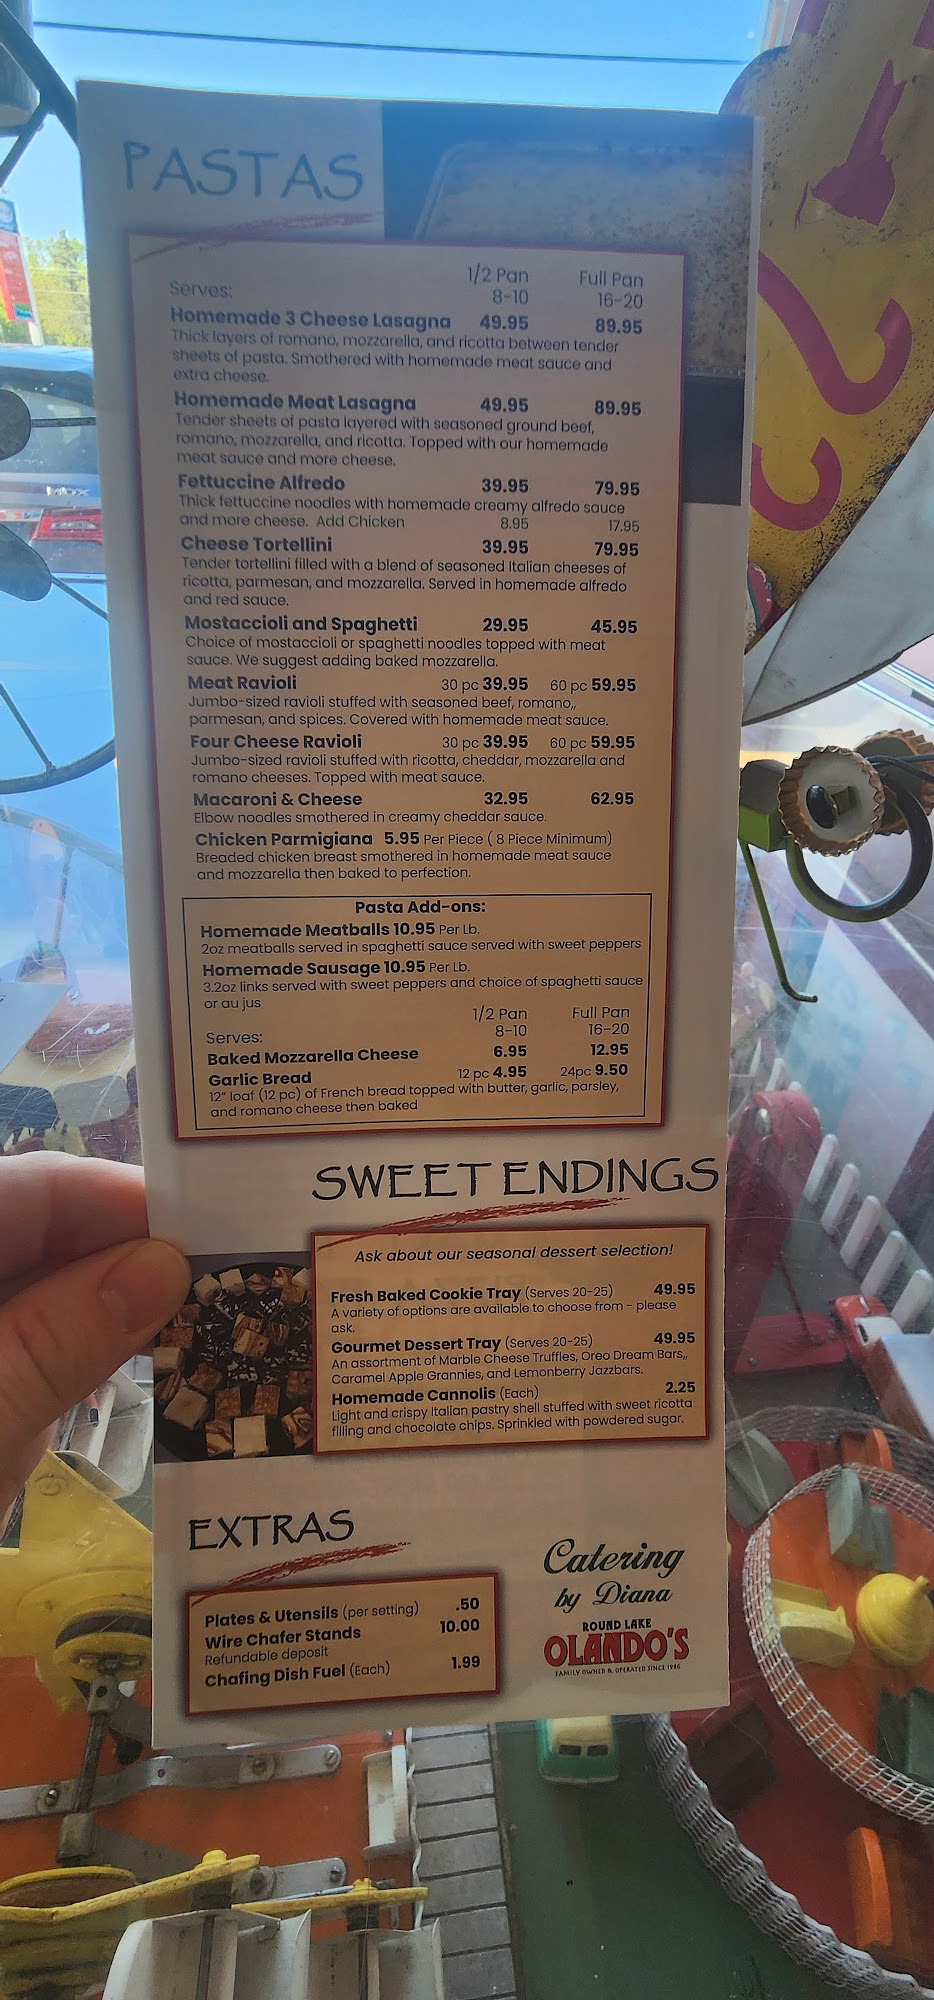 PASTAS
1/2 Pan Full Pan
Serves: 8-10 16-20
Homemade 3 Cheese Lasagna 49.95 89.95
Thick layers of romano, mozzarella, and ricotta between tender
sheets of pasta. Smothered with homemade meat sauce and
extra cheese.
Homemade Meat Lasagna 49.95 89.95
Tender sheets of pasta layered with seasoned ground beef,
romano, mozzarella, and ricotta. Topped with our homemade
meat sauce and more cheese.
Fettuccine Alfredo 39.95 79.95
Thick fettuccine noodles with homemade creamy alfredo sauce
and more cheese. Add Chicken 8.95 17.95
Cheese Tortellini 39.95 79.95
Tender tortellini filled with a blend of seasoned Italian cheeses of
ricotta, parmesan, and mozzarella. Served in homemade alfredo
and red sauce.
Mostaccioli and Spaghetti 29.95 45.95
Choice of mostaccioli or spaghetti noodles topped with meat
sauce. We suggest adding baked mozzarella.
Meat Ravioli 30 pc 39.95 60 pc 59.95
Jumbo-sized ravioli stuffed with seasoned beef, romano,,
parmesan, and spices. Covered with homemade meat sauce.
Four Cheese Ravioli 30 pc 39.95 60 pc 59.95
Jumbo-sized ravioli stuffed with ricotta, cheddar, mozzarella and
romano cheeses. Topped with meat sauce.
Macaroni & Cheese 32.95 62.95
Elbow noodles smothered in creamy cheddar sauce.
Chicken Parmigiana 5.95 Per Piece ( 8 Piece Minimum)
Breaded chicken breast smothered in homemade meat sauce
and mozzarella then baked to perfection.
Pasta Add-ons:
Homemade Meatballs 10.95 Per Lb.
2oz meatballs served in spaghetti sauce served with sweet peppers
Homemade Sausage 10.95 Per Lb.
3.2oz links served with sweet peppers and choice of spaghetti sauce
or au jus
1/2 Pan Full Pan
Serves: 8-10 16-20
Baked Mozzarella Cheese 6.95 12.95
Garlic Bread 12 pc 4.95 24pc 9.50
12" loaf (12 pc) of French bread topped with butter, garlic, parsley,
and romano cheese then baked
SWEET ENDINGS
Ask about our seasonal dessert selection!
Fresh Baked Cookie Tray (Serves 20-25) 49.95
A variety of options are available to choose from - please
ask.
Gourmet Dessert Tray (Serves 20-25) 49.95
An assortment of Marble Cheese Truffles, Oreo Dream Bars,,
Caramel Apple Grannies, and Lemonberry Jazzbars.
Homemade Cannolis (Each) 2.25
Light and crispy Italian pastry shell stuffed with sweet ricotta
filling and chocolate chips. Sprinkled with powdered sugar.
EXTRAS
Plates & Utensils (per setting) .50
Wire Chafer Stands 10.00
Refundable deposit
Chafing Dish Fuel (Each) 1.99
Catering
by Diana
ROUND LAKE
OLANDO'S
FAMILY OWNED & OPERATED SINCE 1986